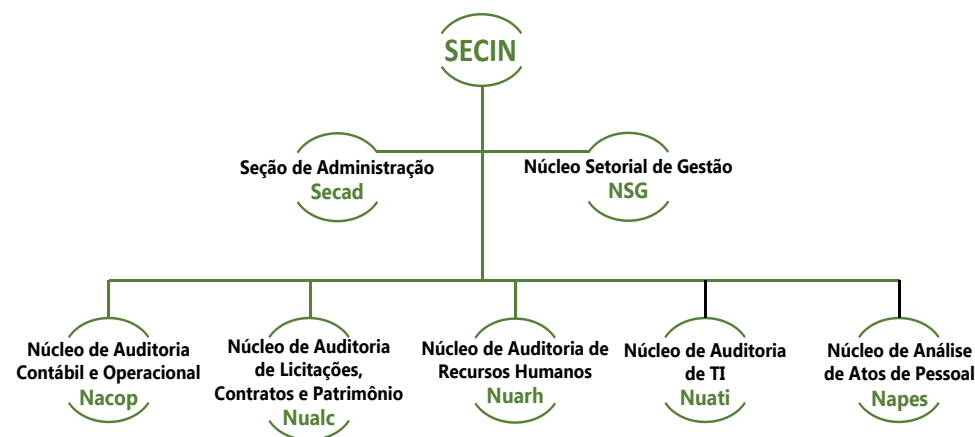 SECIN
Seção de Administração
Secad
Núcleo Setorial de Gestão
NSG
Núcleo de Auditoria
Contábil e Operacional
Nacop
Núcleo de Auditoria
de Licitações,
Contratos e Patrimônio
Nualc
Núcleo de Auditoria de
Recursos Humanos
Nuarh
Núcleo de Auditoria
de TI
Nuati
Núcleo de Análise
de Atos de Pessoal
Napes